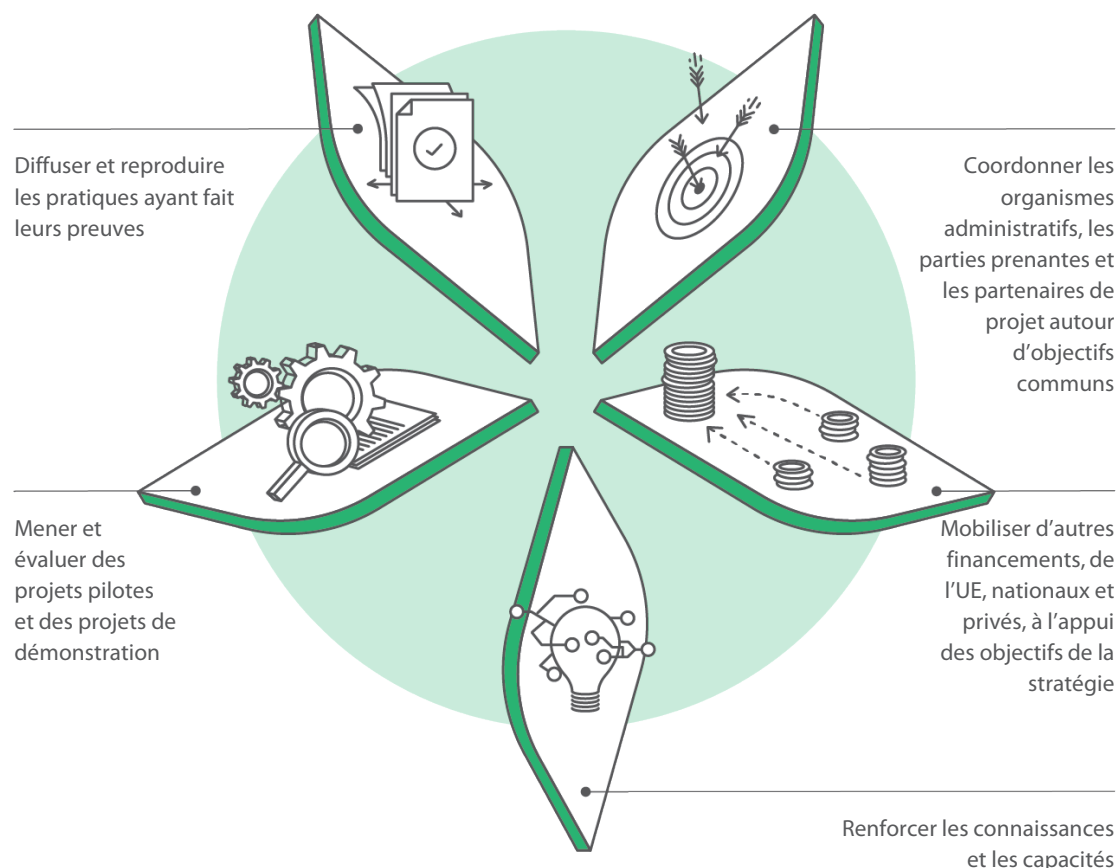 Diffuser et reproduire
les pratiques ayant fait
leurs preuves
Coordonner les
organismes
administratifs, les
parties prenantes et
les partenaires de
projet autour
d’objectifs
communs
Mener et
évaluer des
projets pilotes
et des projets de
démonstration
Mobiliser d’autres
financements, de
l’UE, nationaux et
privés, à l’appui
des objectifs de la
stratégie
Renforcer les connaissances
et les capacités